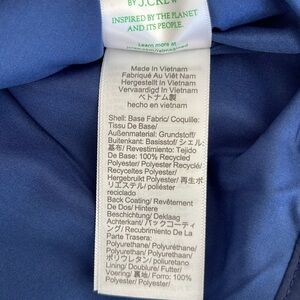 BY J.CREW
INSPIRED BY THE PLANET
AND ITS PEOPLE
Learn more at
Made In Vietnam
Fabriqué Au Viêt Nam
Hergestellt In Vietnam
Vervaardigd In Vietnam
ベトナム製
hecho en vietnam
Shell: Base Fabric/ Coquille:
Tissu De Base/
Außenmaterial: Grundstoff/
Buitenkant: Basisstof/ シェル:
基布/ Revestimiento: Tejido
De Base: 100% Recycled
Polyester/ Polyester Recyclé/
Recyceltes Polyester/
Hergebruikt Polyester/ 再生ポ
リエステル/ poliéster
reciclado
Back Coating/ Revêtement
De Dos/ Hintere
Beschichtung/ Deklaag
Achterkant/ バックコーティ
ング/ Recubrimiento De La
Parte Trasera:
Polyurethane/ Polyuréthane/
Polyurethan/ Polyurethaan/
ポリウレタン/ poliuretano
Lining/ Doublure/ Futter/
Voering/ 裏地/ Forro: 100%
Polyester/ Polyester/